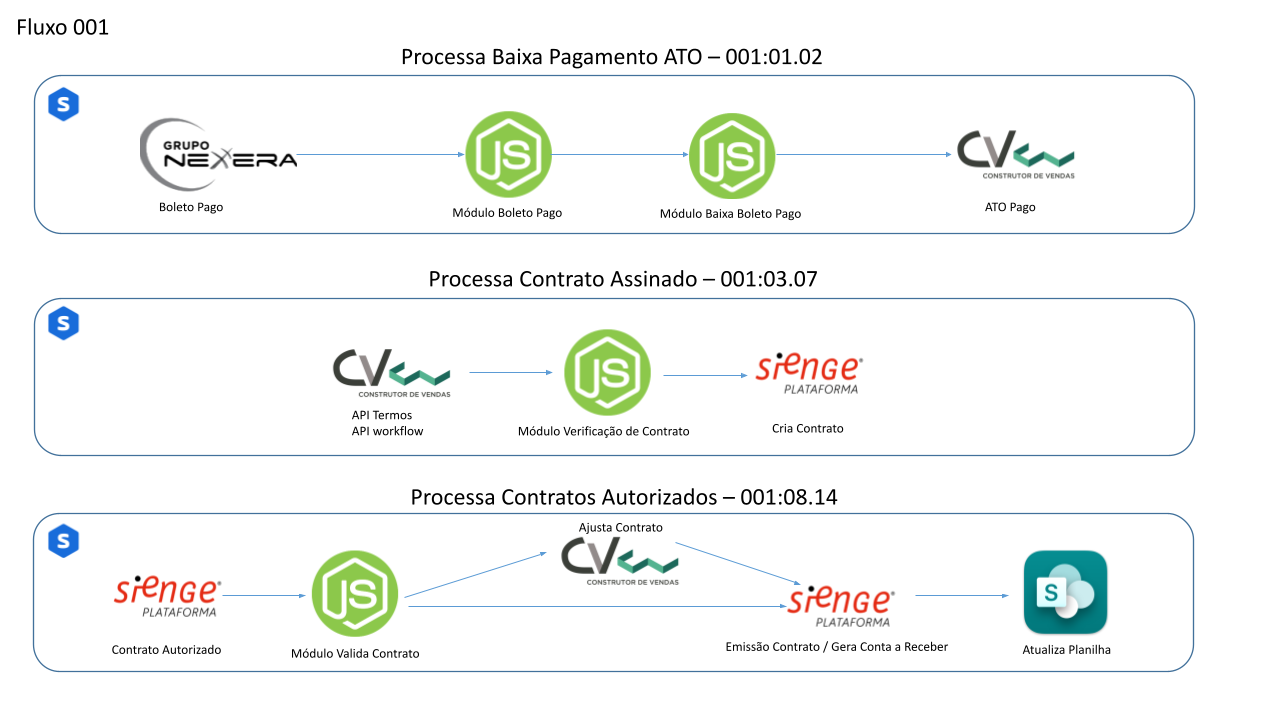 Fluxo 001
Processa Baixa Pagamento ATO – 001:01.02
S
GRUPO
NEXERA
JS
JS
CV
CONSTRUTOR DE VENDAS
Boleto Pago
Módulo Boleto Pago
Módulo Baixa Boleto Pago
ATO Pago
Processa Contrato Assinado – 001:03.07
S
CV
CONSTRUTOR DE VENDAS
JS
sienge
PLATAFORMA
API Termos
API workflow
Módulo Verificação de Contrato
Cria Contrato
Processa Contratos Autorizados – 001:08.14
S
Ajusta Contrato
CV
CONSTRUTOR DE VENDAS
sienge
PLATAFORMA
JS
sienge
PLATAFORMA
S
Contrato Autorizado
Módulo Valida Contrato
Emissão Contrato / Gera Conta a Receber
Atualiza Planilha